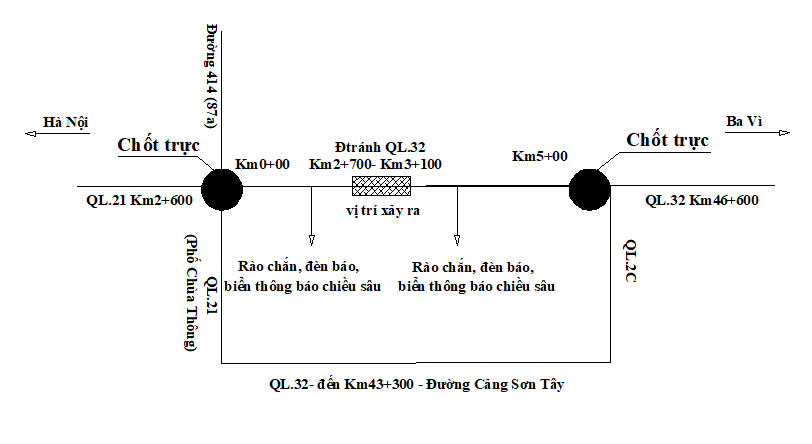 Đường 414 (87a)
Hà Nội
Ba Vì
Chốt trực
Chốt trực
Đtránh QL.32
Km0+00
Km2+700- Km3+100
Km5+00
QL.21 Km2+600
vị trí xảy ra
QL.32 Km46+600
Rào chắn, đèn báo,
biển thông báo chiều sâu
Rào chắn, đèn báo,
biển thông báo chiều sâu
QL.2C
QL.21
(Phố Chùa Thông)
QL.32- đến Km43+300 - Đường Cảng Sơn Tây